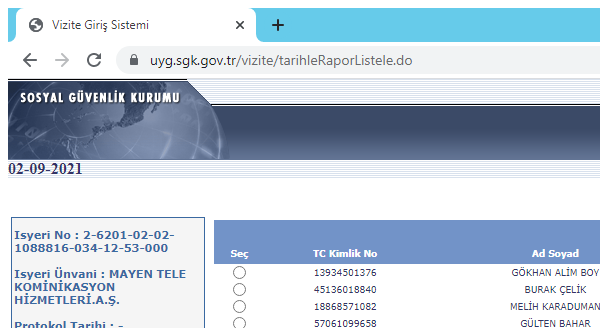 Vizite Giriş Sistemi
uyg.sgk.gov.tr/vizite/tarihleRaporListele.do
SOSYAL GÜVENLİK KURUMU
02-09-2021
Isyeri No : 2-6201-02-02-
1088816-034-12-53-000
Isyeri Ünvani : MAYEN TELE
KOMİNİKASYON
HİZMETLERİ.A.Ş.
Protokol Tarihi : -
Seç TC Kimlik No Ad Soyad
13934501376 GÖKHAN ALİM BOY
45136018840 BURAK ÇELİK
18868571082 MELİH KARADUMAN
57061099658 GÜLTEN BAHAR